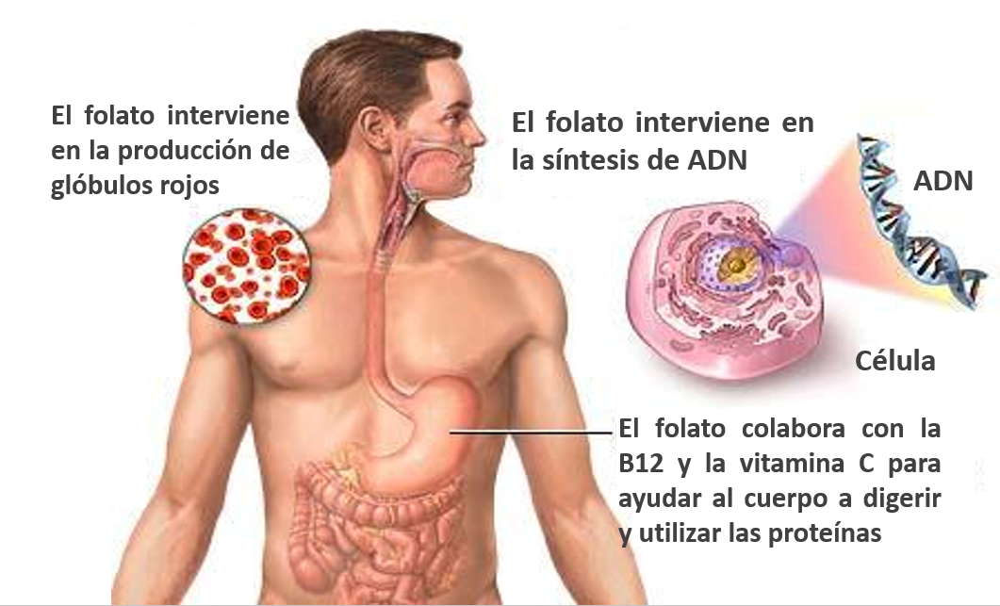 El folato interviene
en la producción de
glóbulos rojos
El folato interviene en
la síntesis de ADN
ADN
Célula
El folato colabora con la
B12 y la vitamina C para
ayudar al cuerpo a digerir
y utilizar las proteínas